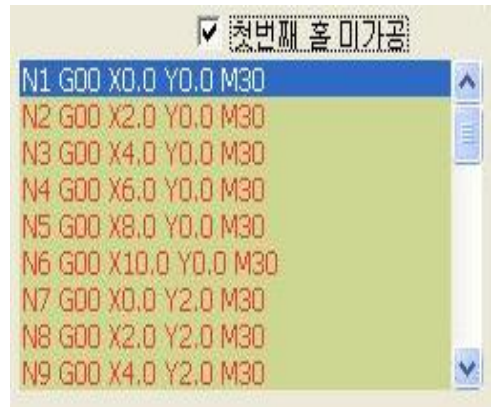 첫번째 홀 미가공
N1 G00 X0.0 Y0.0 M30
N2 G00 X2.0 Y0.0 M30
N3 G00 X4.0 Y0.0 M30
N4 G00 X6.0 Y0.0 M30
N5 G00 X8.0 Y0.0 M30
N6 G00 X10.0 Y0.0 M30
N7 G00 X0.0 Y2.0 M30
N8 G00 X2.0 Y2.0 M30
N9 G00 X4.0 Y2.0 M30